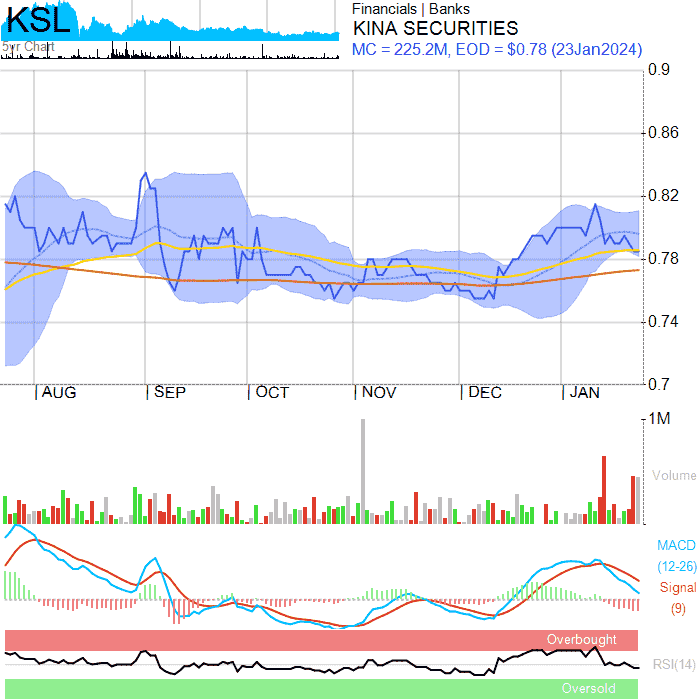 KSL
5yr Chart
Financials | Banks
KINA SECURITIES
MC = 225.2M, EOD = $0.78 (23Jan2024)
0.9
0.86
0.82
0.78
0.74
0.7
| AUG | SEP | OCT | NOV | DEC | JAN
1M
Volume
MACD
(12-26)
Signal
(9)
Overbought
RSI(14)
Oversold